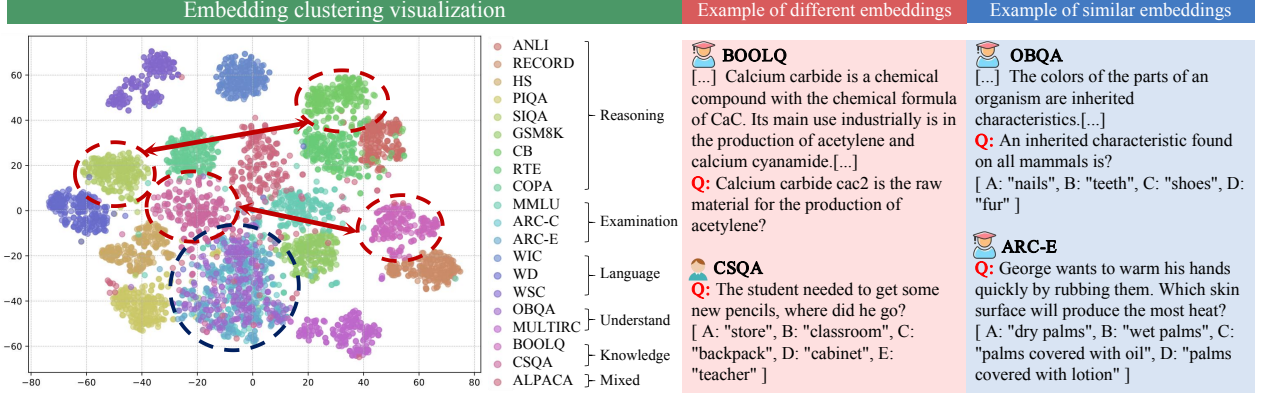 Embedding clustering visualization
Example of different embeddings
Example of similar embeddings
60
40
20
0
−20
−40
−60
−80
−60
−40
−20
0
20
40
60
80
ANLI
RECORD
HS
PIQA
SIQA
GSM8K
CB
RTE
COPA
MMLU
ARC-C
ARC-E
WIC
WD
WSC
OBQA
MULTIRC
BOOLQ
CSQA
ALPACA
Reasoning
Examination
Language
Understand
Knowledge
Mixed
BOOLQ
[...] Calcium carbide is a chemical
compound with the chemical formula
of CaC. Its main use industrially is in
the production of acetylene and
calcium cyanamide.[...]
Q: Calcium carbide cac2 is the raw
material for the production of
acetylene?
CSQA
Q: The student needed to get some
new pencils, where did he go?
[ A: "store", B: "classroom", C:
"backpack", D: "cabinet", E:
"teacher" ]
OBQA
[...] The colors of the parts of an
organism are inherited
characteristics.[...]
Q: An inherited characteristic found
on all mammals is?
[ A: "nails", B: "teeth", C: "shoes", D:
"fur" ]
ARC-E
Q: George wants to warm his hands
quickly by rubbing them. Which skin
surface will produce the most heat?
[ A: "dry palms", B: "wet palms", C:
"palms covered with oil", D: "palms
covered with lotion" ]